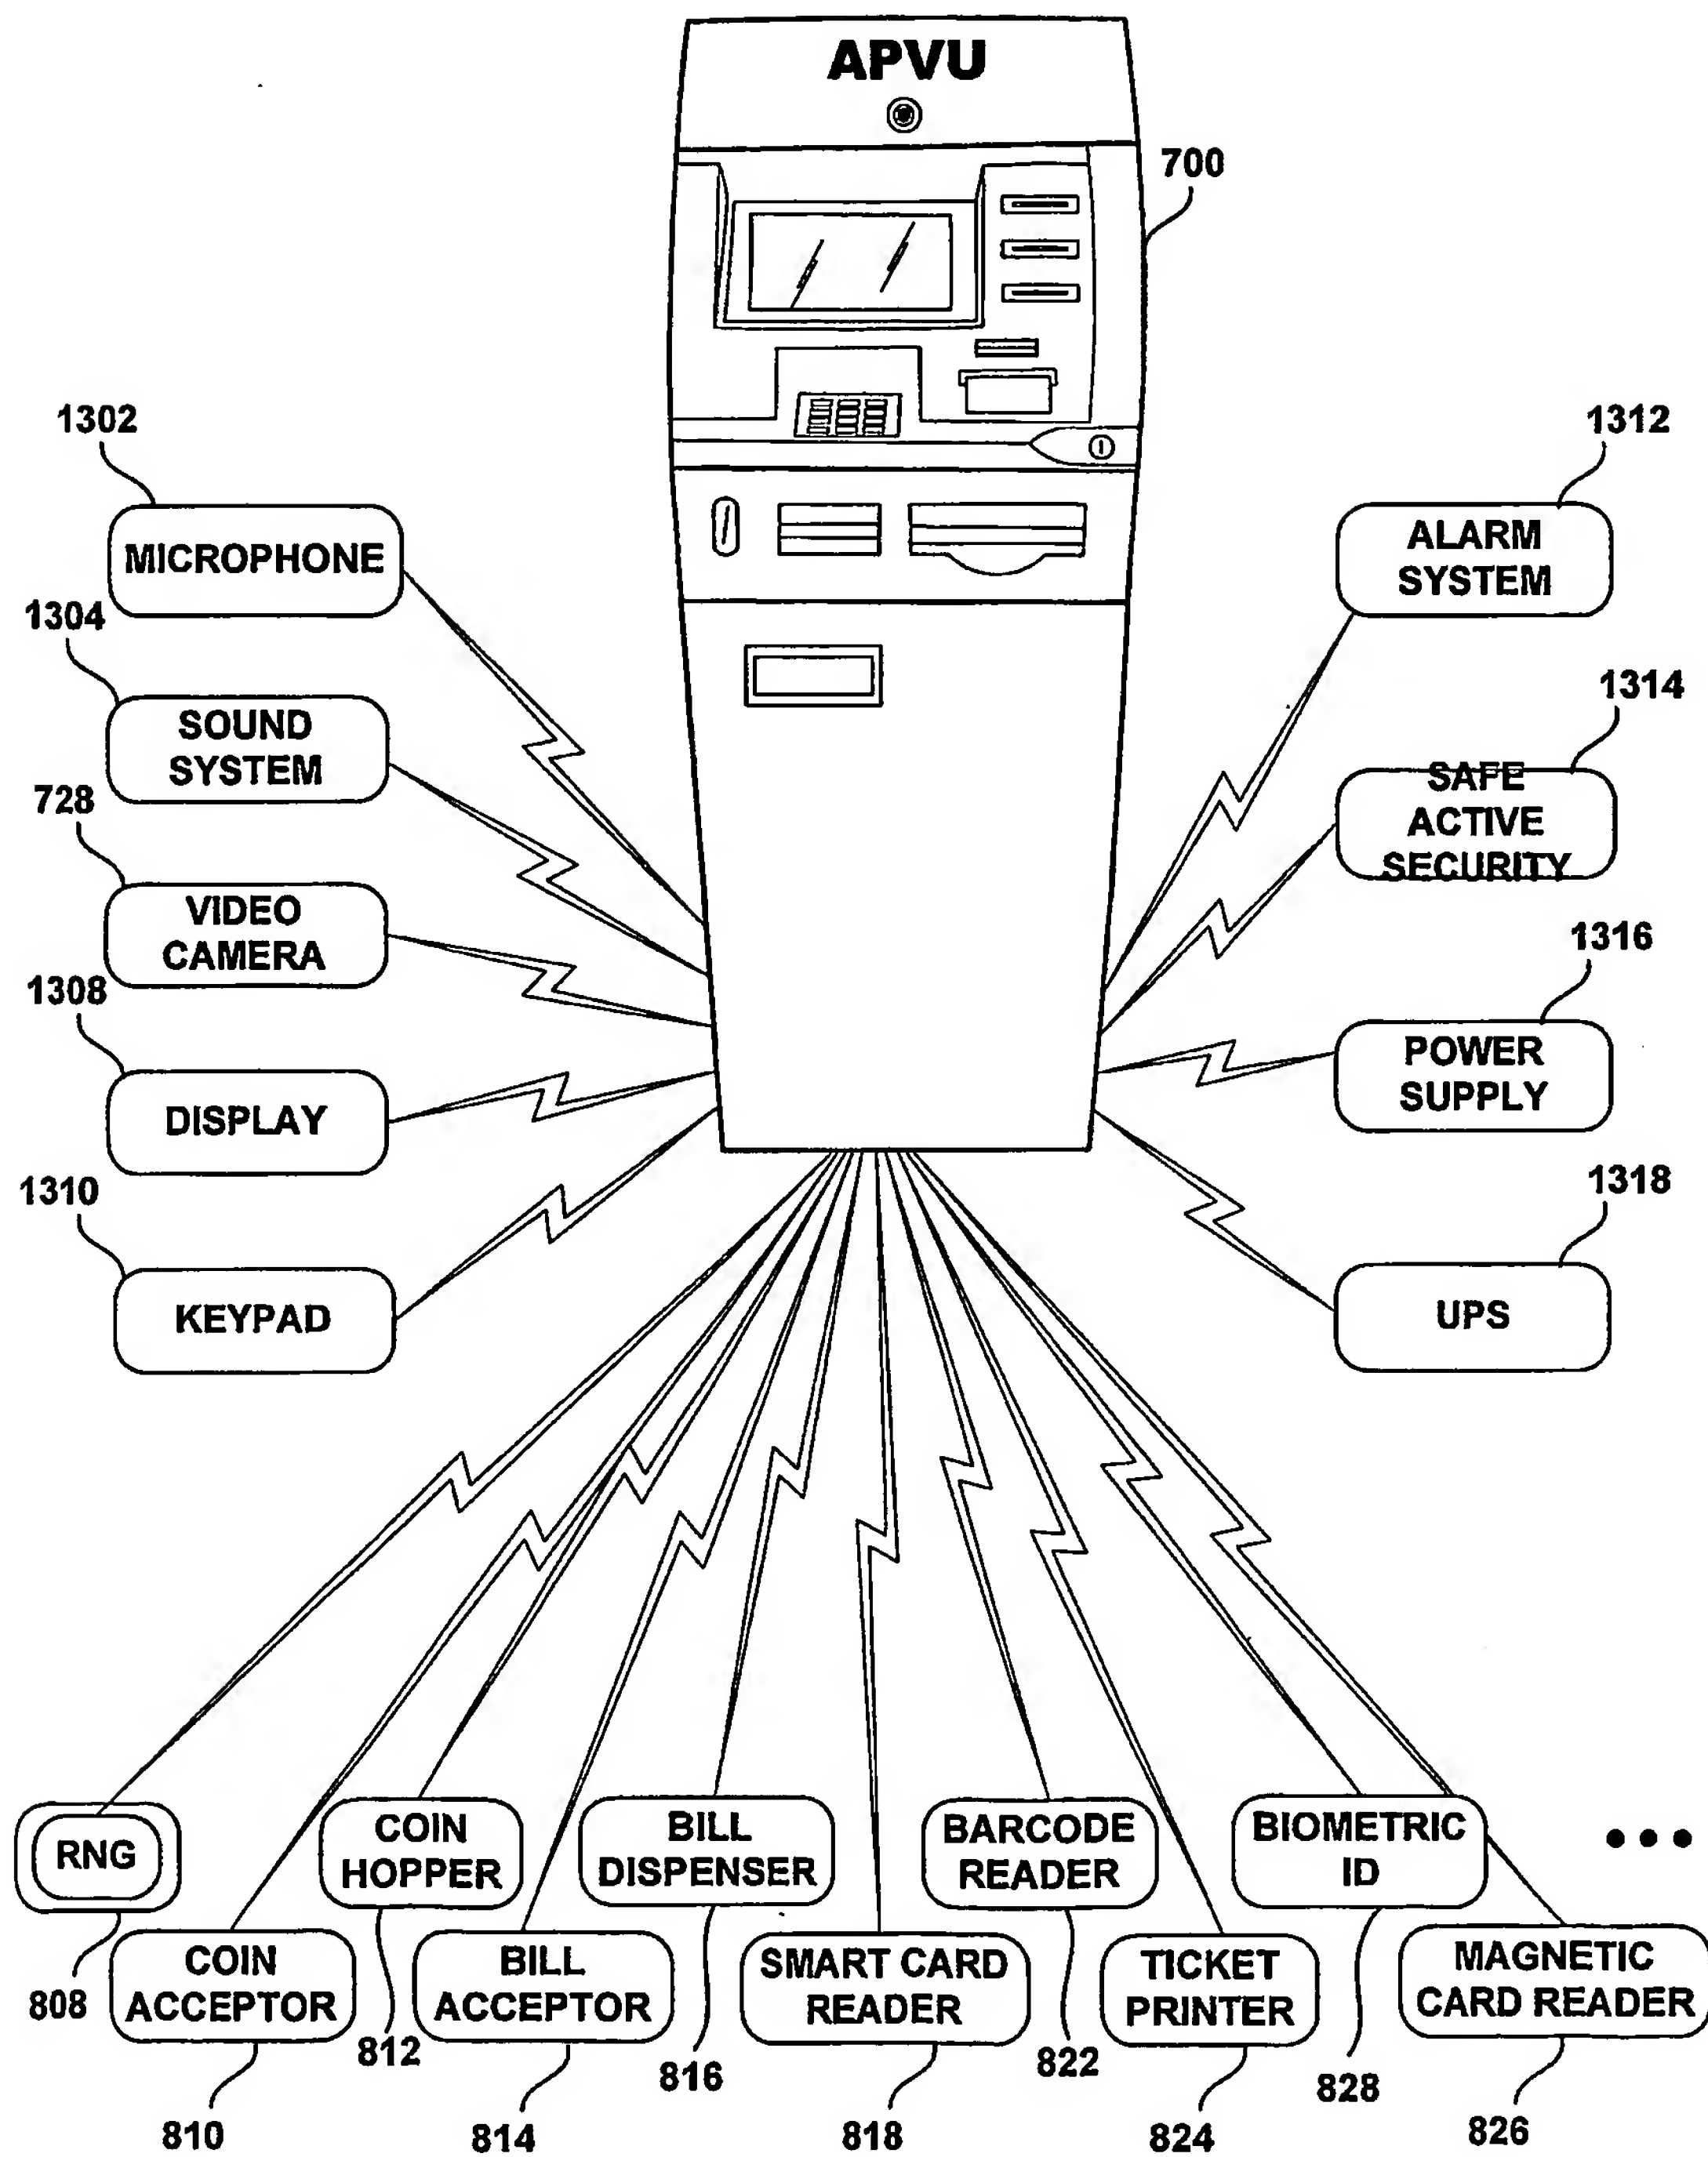 APVU
700
1302
MICROPHONE
1304
SOUND
SYSTEM
728
VIDEO
CAMERA
1308
DISPLAY
1310
KEYPAD
1312
ALARM
SYSTEM
1314
SAFE
ACTIVE
SECURITY
1316
POWER
SUPPLY
1318
UPS
RNG
808
COIN
ACCEPTOR
810
COIN
HOPPER
812
BILL
ACCEPTOR
814
BILL
DISPENSER
816
SMART CARD
READER
818
BARCODE
READER
822
TICKET
PRINTER
824
BIOMETRIC
ID
828
MAGNETIC
CARD READER
826